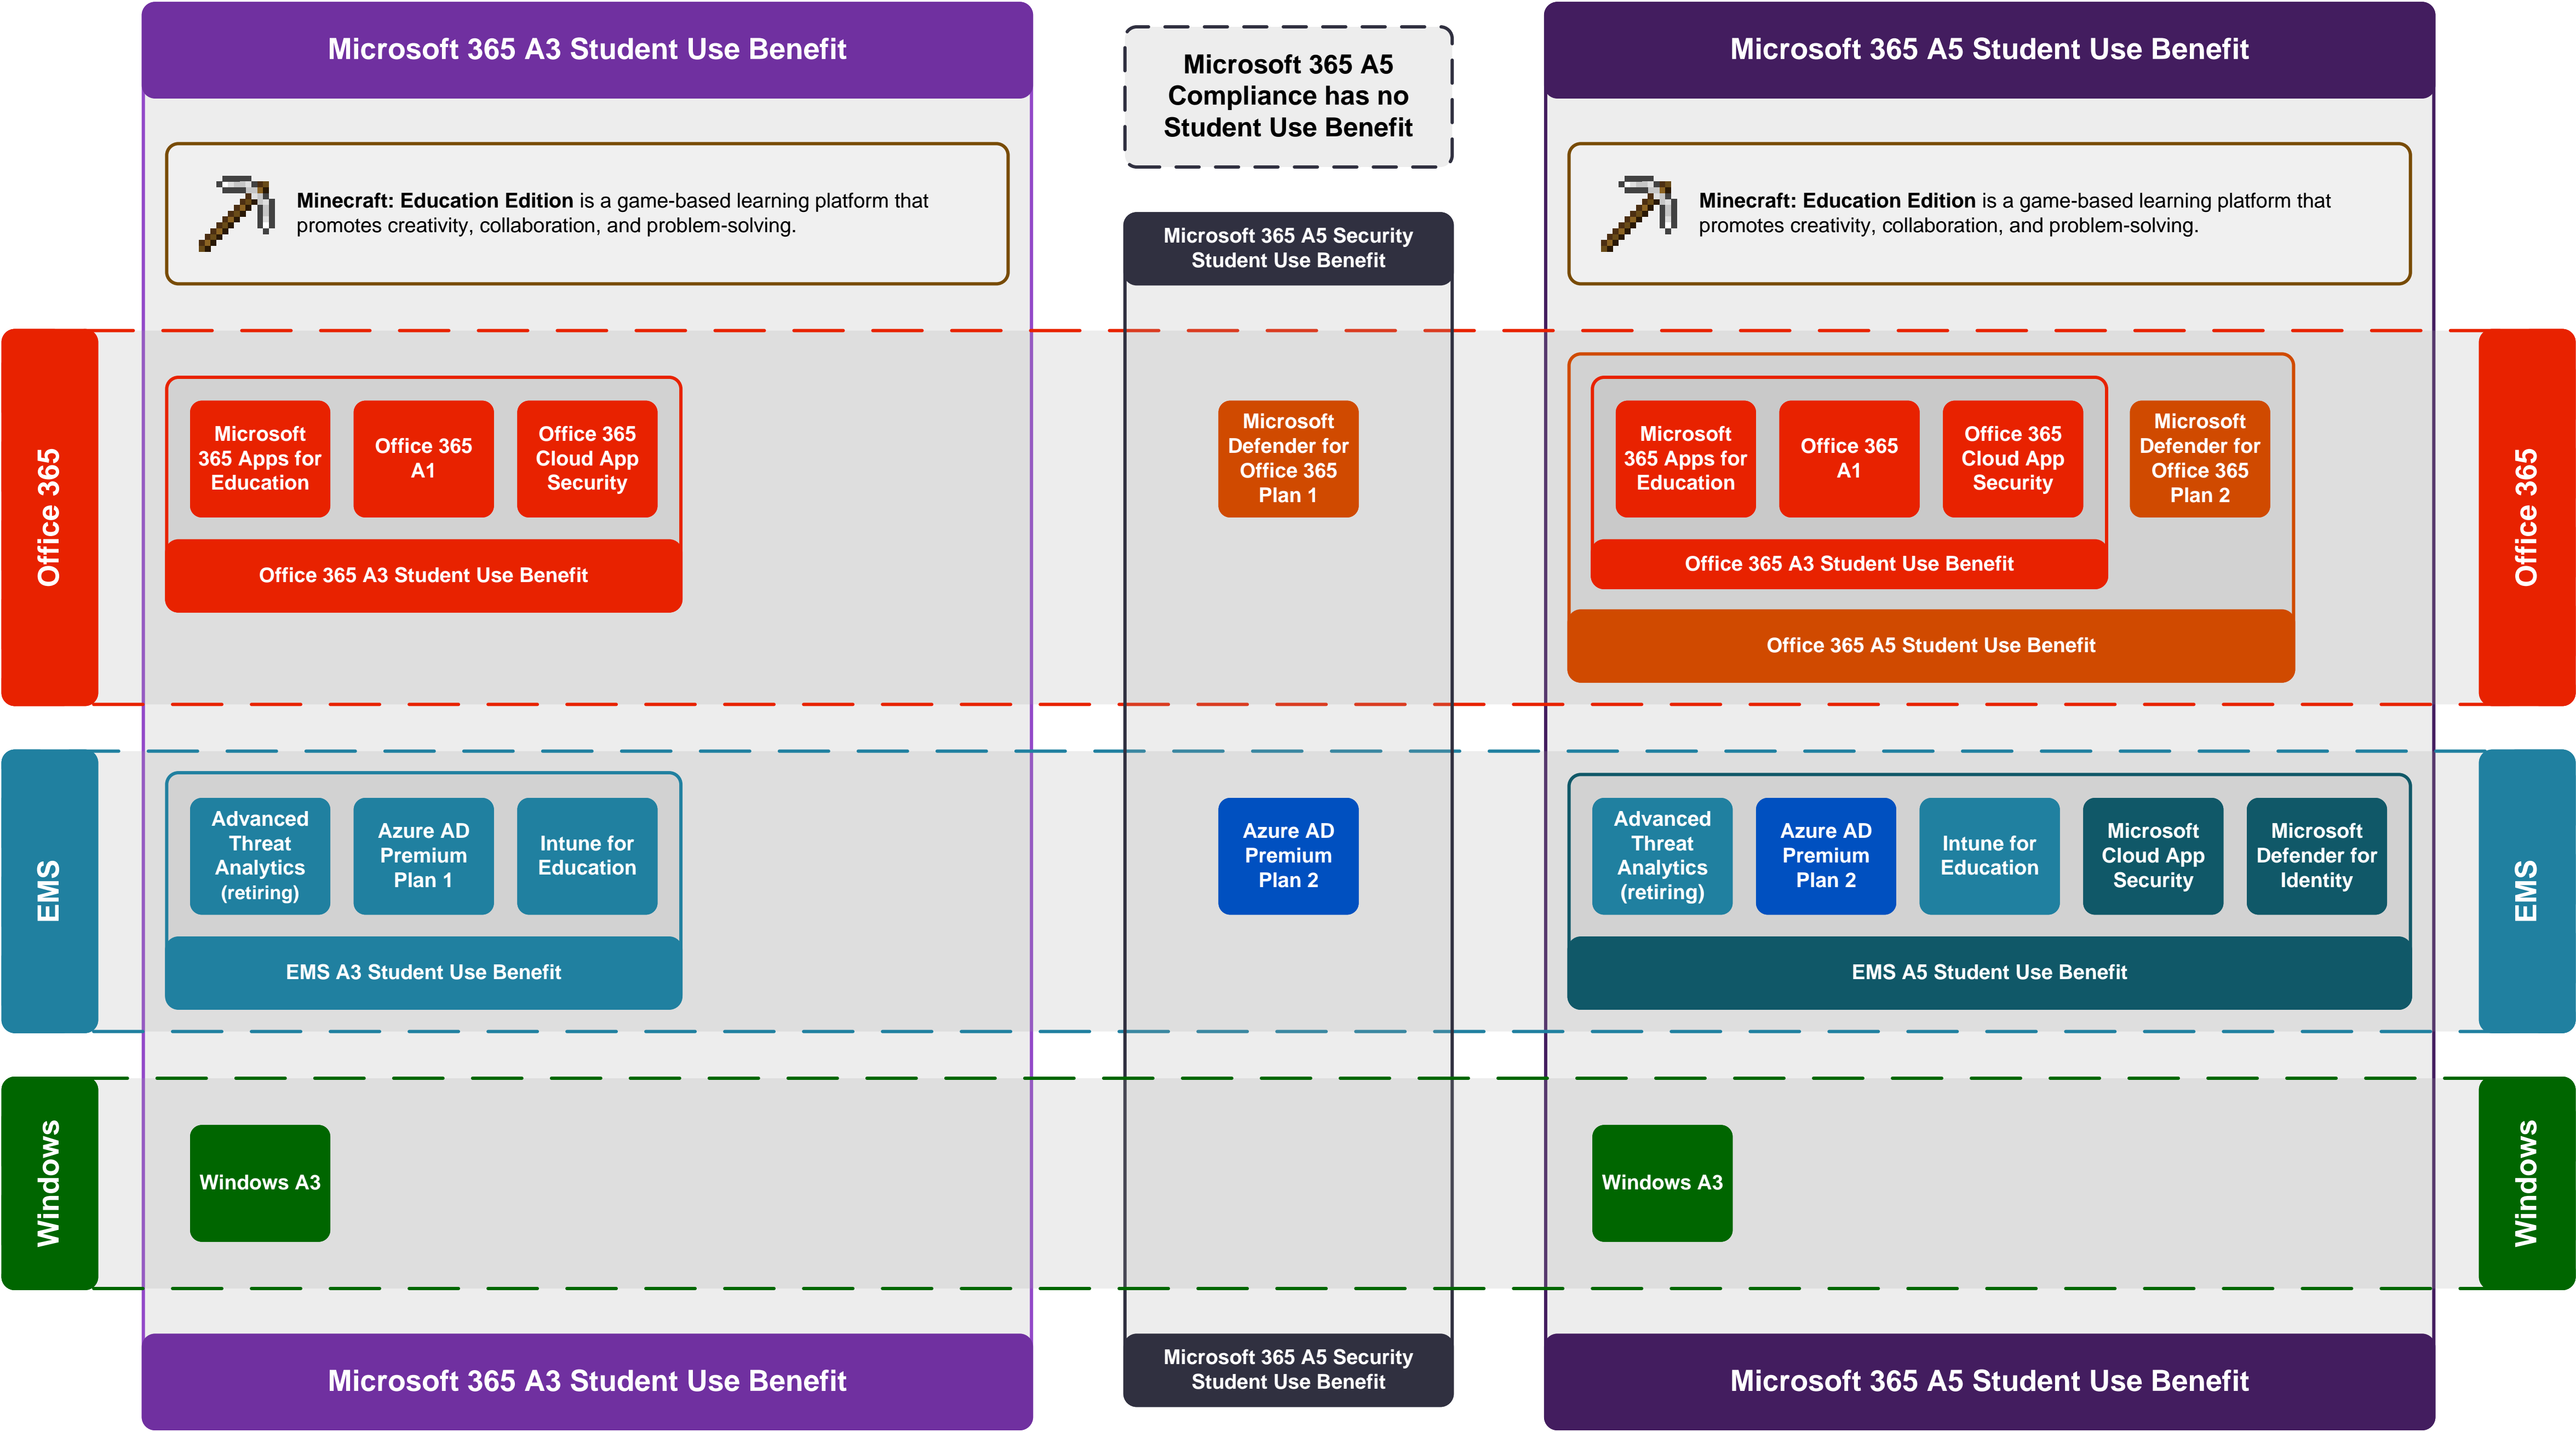 Microsoft 365 A3 Student Use Benefit
Minecraft: Education Edition is a game-based learning platform that
promotes creativity, collaboration, and problem-solving.
Microsoft 365 A5
Compliance has no
Student Use Benefit
Microsoft 365 A5 Security
Student Use Benefit
Microsoft 365 A5 Student Use Benefit
Minecraft: Education Edition is a game-based learning platform that
promotes creativity, collaboration, and problem-solving.
Office 365
Microsoft
365 Apps for
Education
Office 365
A1
Office 365
Cloud App
Security
Office 365 A3 Student Use Benefit
Microsoft
Defender for
Office 365
Plan 1
Microsoft
365 Apps for
Education
Office 365
A1
Office 365
Cloud App
Security
Office 365 A3 Student Use Benefit
Microsoft
Defender for
Office 365
Plan 2
Office 365 A5 Student Use Benefit
Office 365
EMS
Advanced
Threat
Analytics
(retiring)
Azure AD
Premium
Plan 1
Intune for
Education
EMS A3 Student Use Benefit
Azure AD
Premium
Plan 2
Advanced
Threat
Analytics
(retiring)
Azure AD
Premium
Plan 2
Intune for
Education
Microsoft
Cloud App
Security
Microsoft
Defender for
Identity
EMS A5 Student Use Benefit
EMS
Windows
Windows A3
Windows A3
Windows
Microsoft 365 A3 Student Use Benefit
Microsoft 365 A5 Security
Student Use Benefit
Microsoft 365 A5 Student Use Benefit